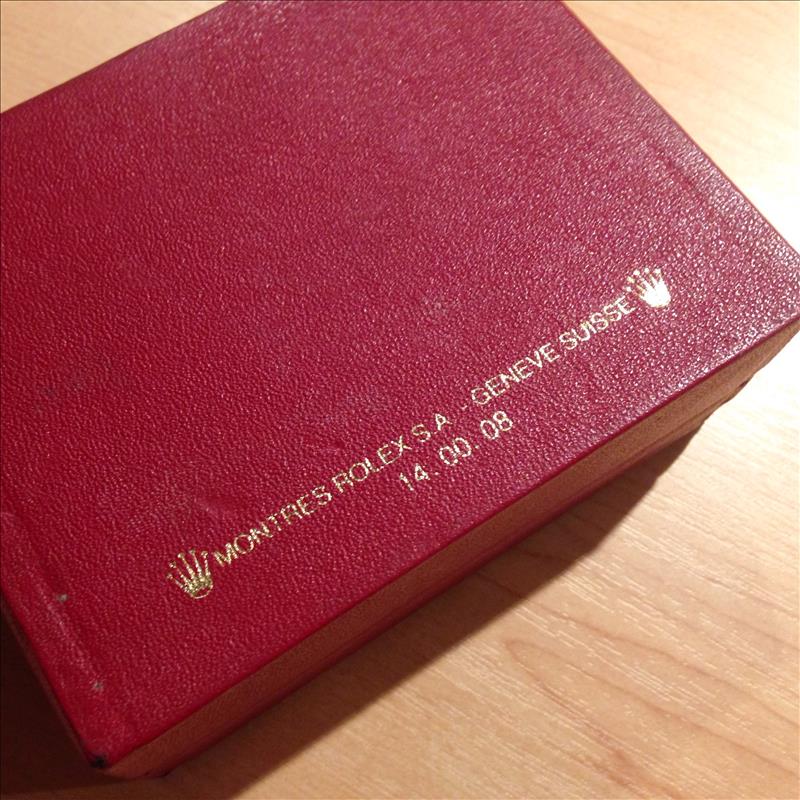 MONTRES ROLEX S.A. - GENEVE SUISSE
14.00.08